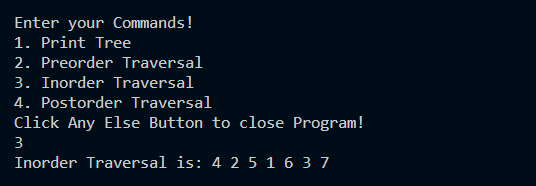 Enter your Commands!
1. Print Tree
2. Preorder Traversal
3. Inorder Traversal
4. Postorder Traversal
Click Any Else Button to close Program!
3
Inorder Traversal is: 4 2 5 1 6 3 7